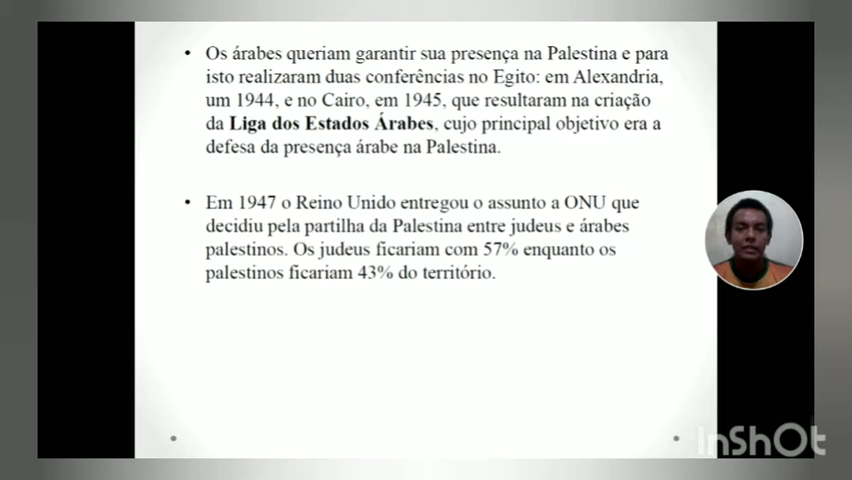 • Os árabes queriam garantir sua presença na Palestina e para
isto realizaram duas conferências no Egito: em Alexandria,
um 1944, e no Cairo, em 1945, que resultaram na criação
da Liga dos Estados Árabes, cujo principal objetivo era a
defesa da presença árabe na Palestina.
• Em 1947 o Reino Unido entregou o assunto a ONU que
decidiu pela partilha da Palestina entre judeus e árabes
palestinos. Os judeus ficariam com 57% enquanto os
palestinos ficariam 43% do território.
InShOt